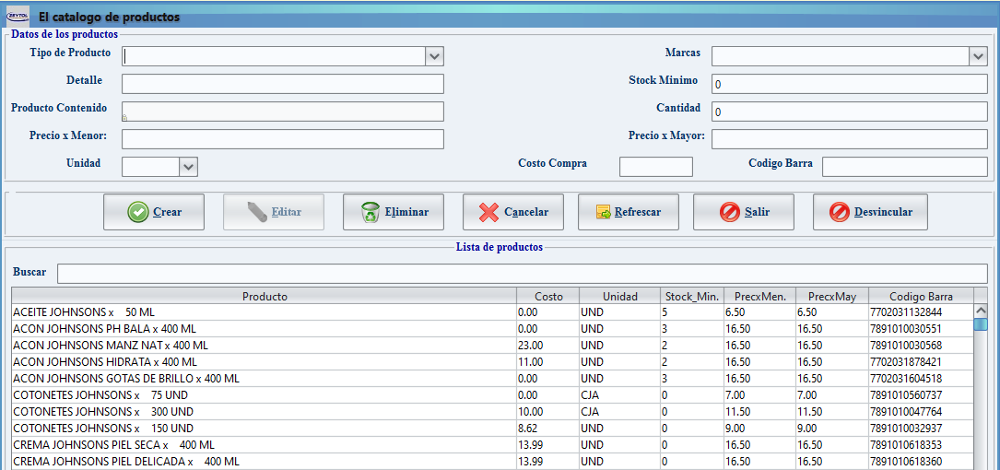 ZEYTOL El catalogo de productos
Datos de los productos
Tipo de Producto Marcas
Detalle Stock Minimo 0
Producto Contenido Cantidad 0
Precio x Menor: Precio x Mayor:
Unidad Costo Compra Codigo Barra
Crear Editar Eliminar Cancelar Refrescar Salir Desvincular
Lista de productos
Buscar
Producto Costo Unidad Stock_Min. PrecxMen. PrecxMay Codigo Barra
ACEITE JOHNSONS x 50 ML 0.00 UND 5 6.50 6.50 7702031132844
ACON JOHNSONS PH BALA x 400 ML 0.00 UND 3 16.50 16.50 7891010030551
ACON JOHNSONS MANZ NAT x 400 ML 23.00 UND 2 16.50 16.50 7891010030568
ACON JOHNSONS HIDRATA x 400 ML 11.00 UND 2 16.50 16.50 7702031878421
ACON JOHNSONS GOTAS DE BRILLO x 400 ML 0.00 UND 3 16.50 16.50 7702031604518
COTONETES JOHNSONS x 75 UND 0.00 CJA 0 7.00 7.00 7891010560737
COTONETES JOHNSONS x 300 UND 10.00 CJA 0 11.50 11.50 7891010047764
COTONETES JOHNSONS x 150 UND 8.62 UND 0 9.00 9.00 7891010032937
CREMA JOHNSONS PIEL SECA x 400 ML 13.99 UND 0 16.50 16.50 7891010618353
CREMA JOHNSONS PIEL DELICADA x 400 ML 13.99 UND 0 16.50 16.50 7891010618360